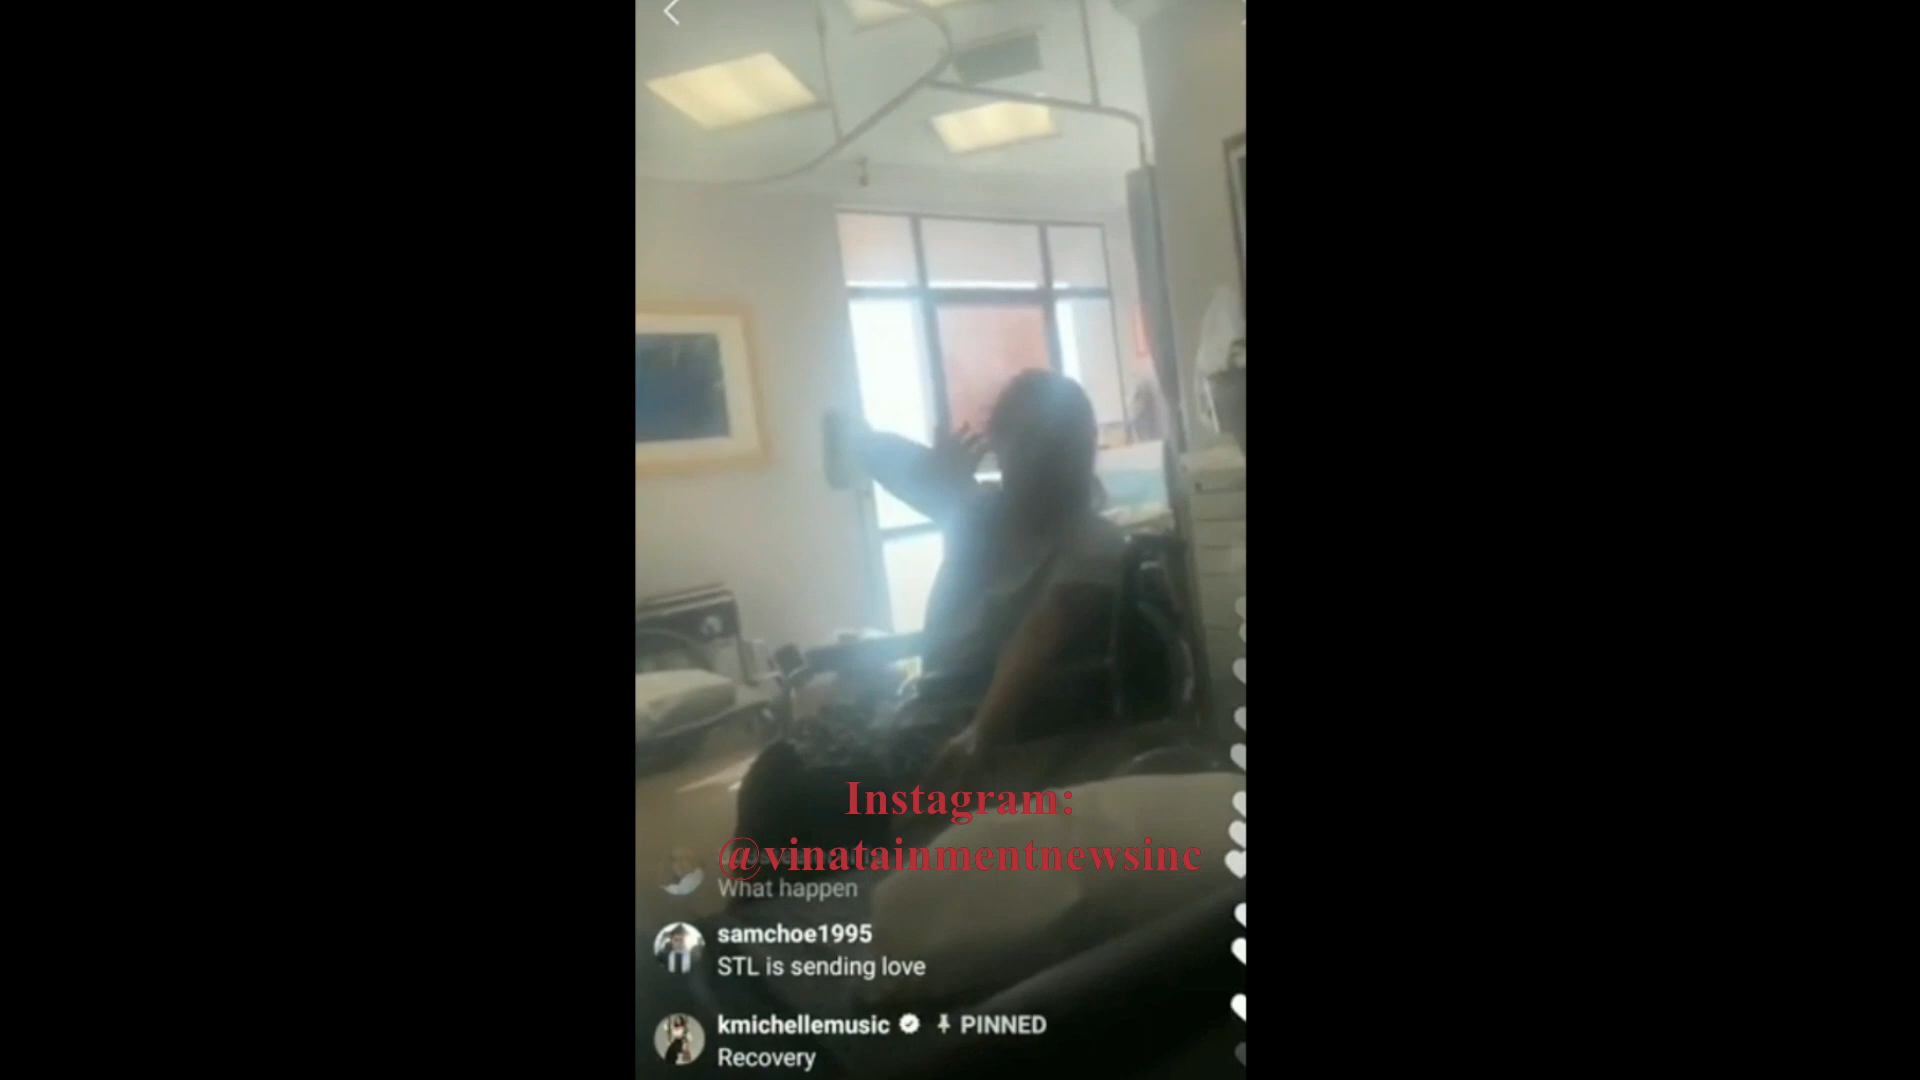 Instagram:
@vinatainmentnewsinc
What happen
samchoe1995
STL is sending love
kmichellemusic PINNED
Recovery